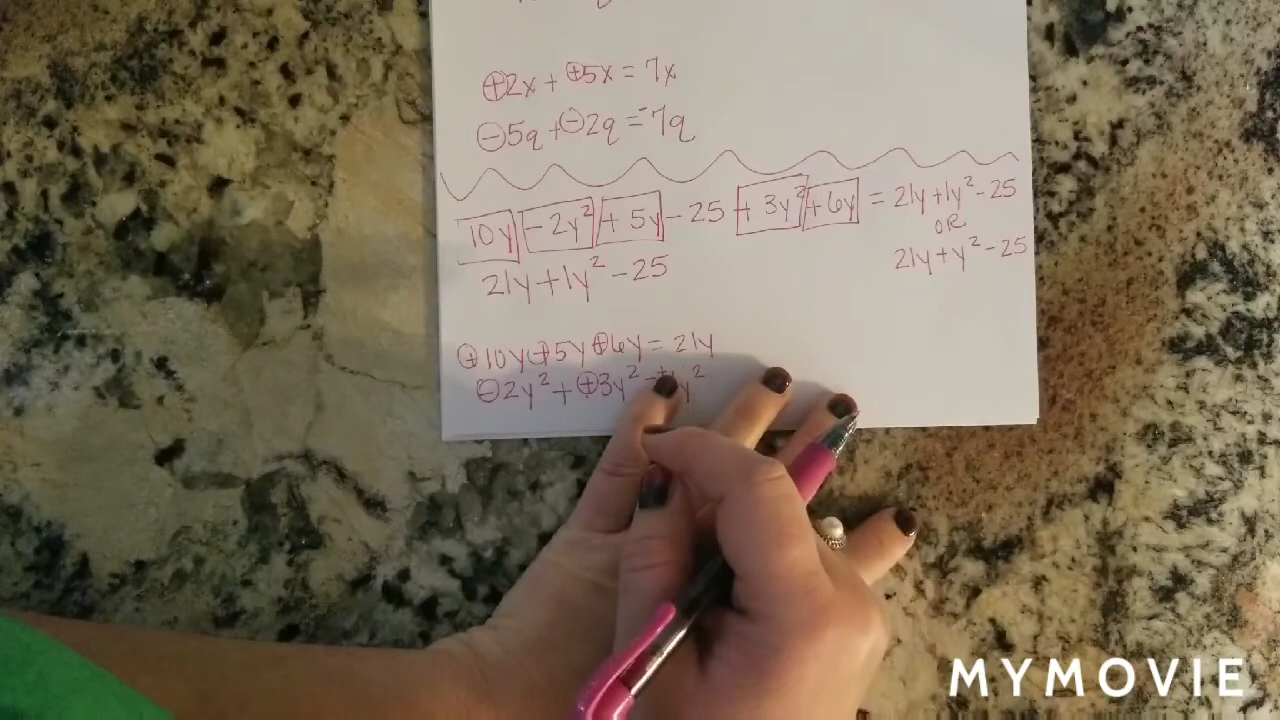 ⊕2x + ⊕5x = 7x
⊖5q + ⊖2q = ⁻7q
10y - 2y² + 5y - 25 + 3y² + 6y = 21y + 1y² - 25
OR
21y + y² - 25
21y + 1y² - 25
⊕10y ⊕ 5y ⊕ 6y = 21y
⊖2y² + ⊕3y²
MYMOVIE